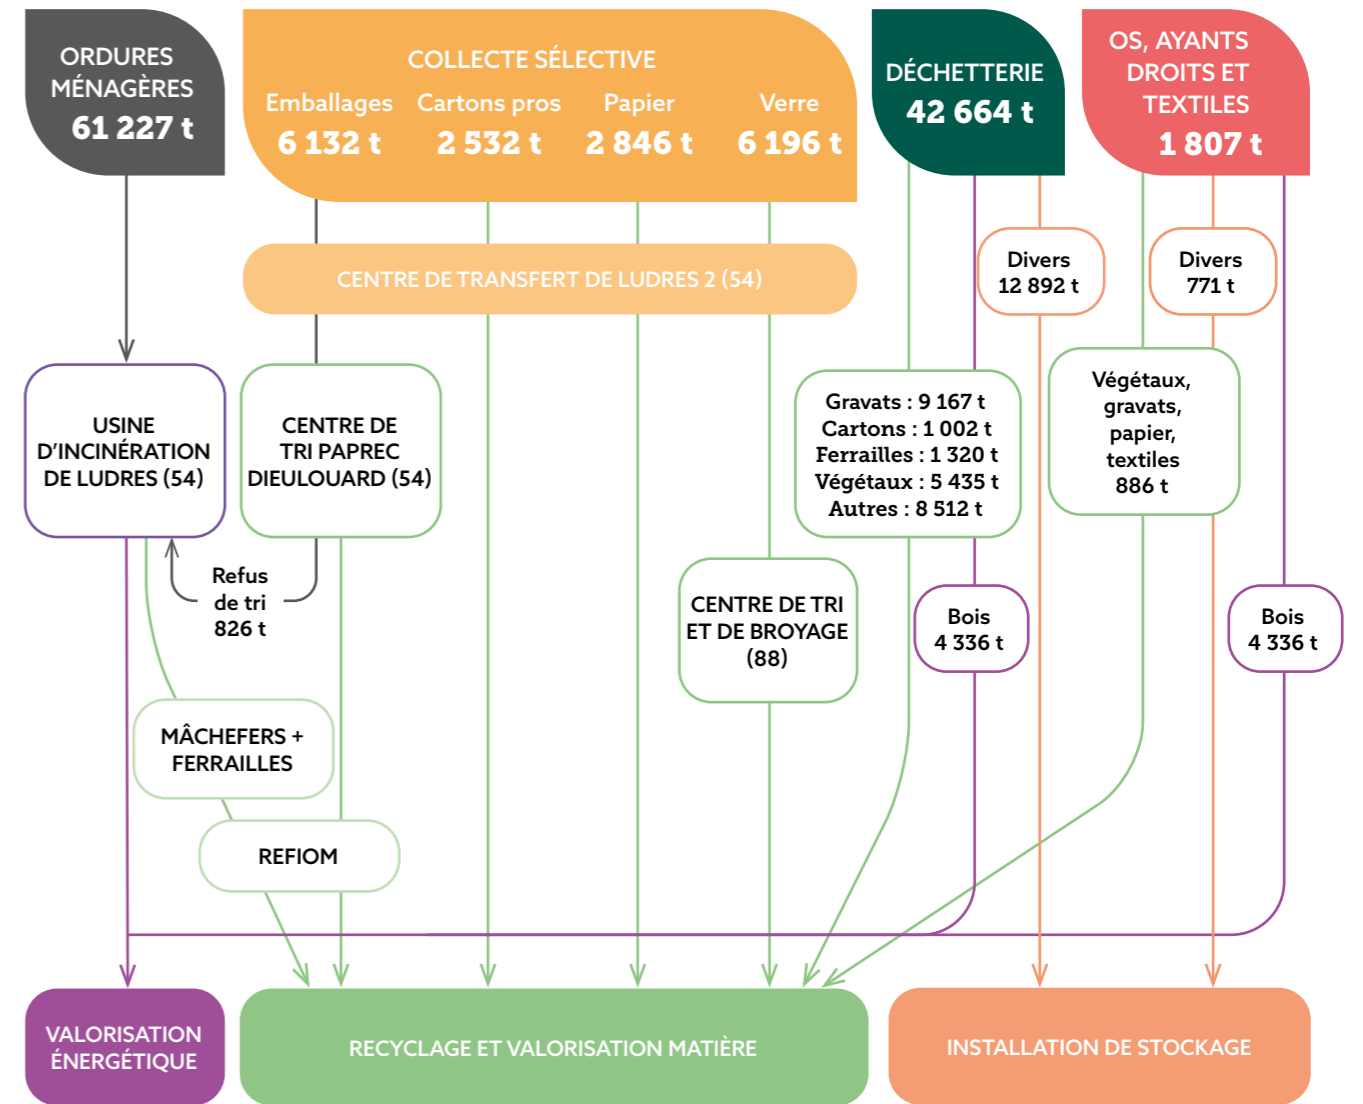 ORDURES
MÉNAGÈRES
61 227 t
COLLECTE SÉLECTIVE
Emballages
6 132 t
Cartons pros
2 532 t
Papier
2 846 t
Verre
6 196 t
DÉCHETTERIE
42 664 t
OS, AYANTS
DROITS ET
TEXTILES
1 807 t
CENTRE DE TRANSFERT DE LUDRES 2 (54)
Divers
12 892 t
Divers
771 t
USINE
D'INCINÉRATION
DE LUDRES (54)
CENTRE DE
TRI PAPREC
DIEULOUARD (54)
Gravats : 9 167 t
Cartons : 1 002 t
Ferrailles : 1 320 t
Végétaux : 5 435 t
Autres : 8 512 t
Végétaux,
gravats,
papier,
textiles
886 t
Refus
de tri
826 t
CENTRE DE TRI
ET DE BROYAGE
(88)
Bois
4 336 t
Bois
4 336 t
MÂCHEFERS +
FERRAILLES
REFIOM
VALORISATION
ÉNERGÉTIQUE
RECYCLAGE ET VALORISATION MATIÈRE
INSTALLATION DE STOCKAGE